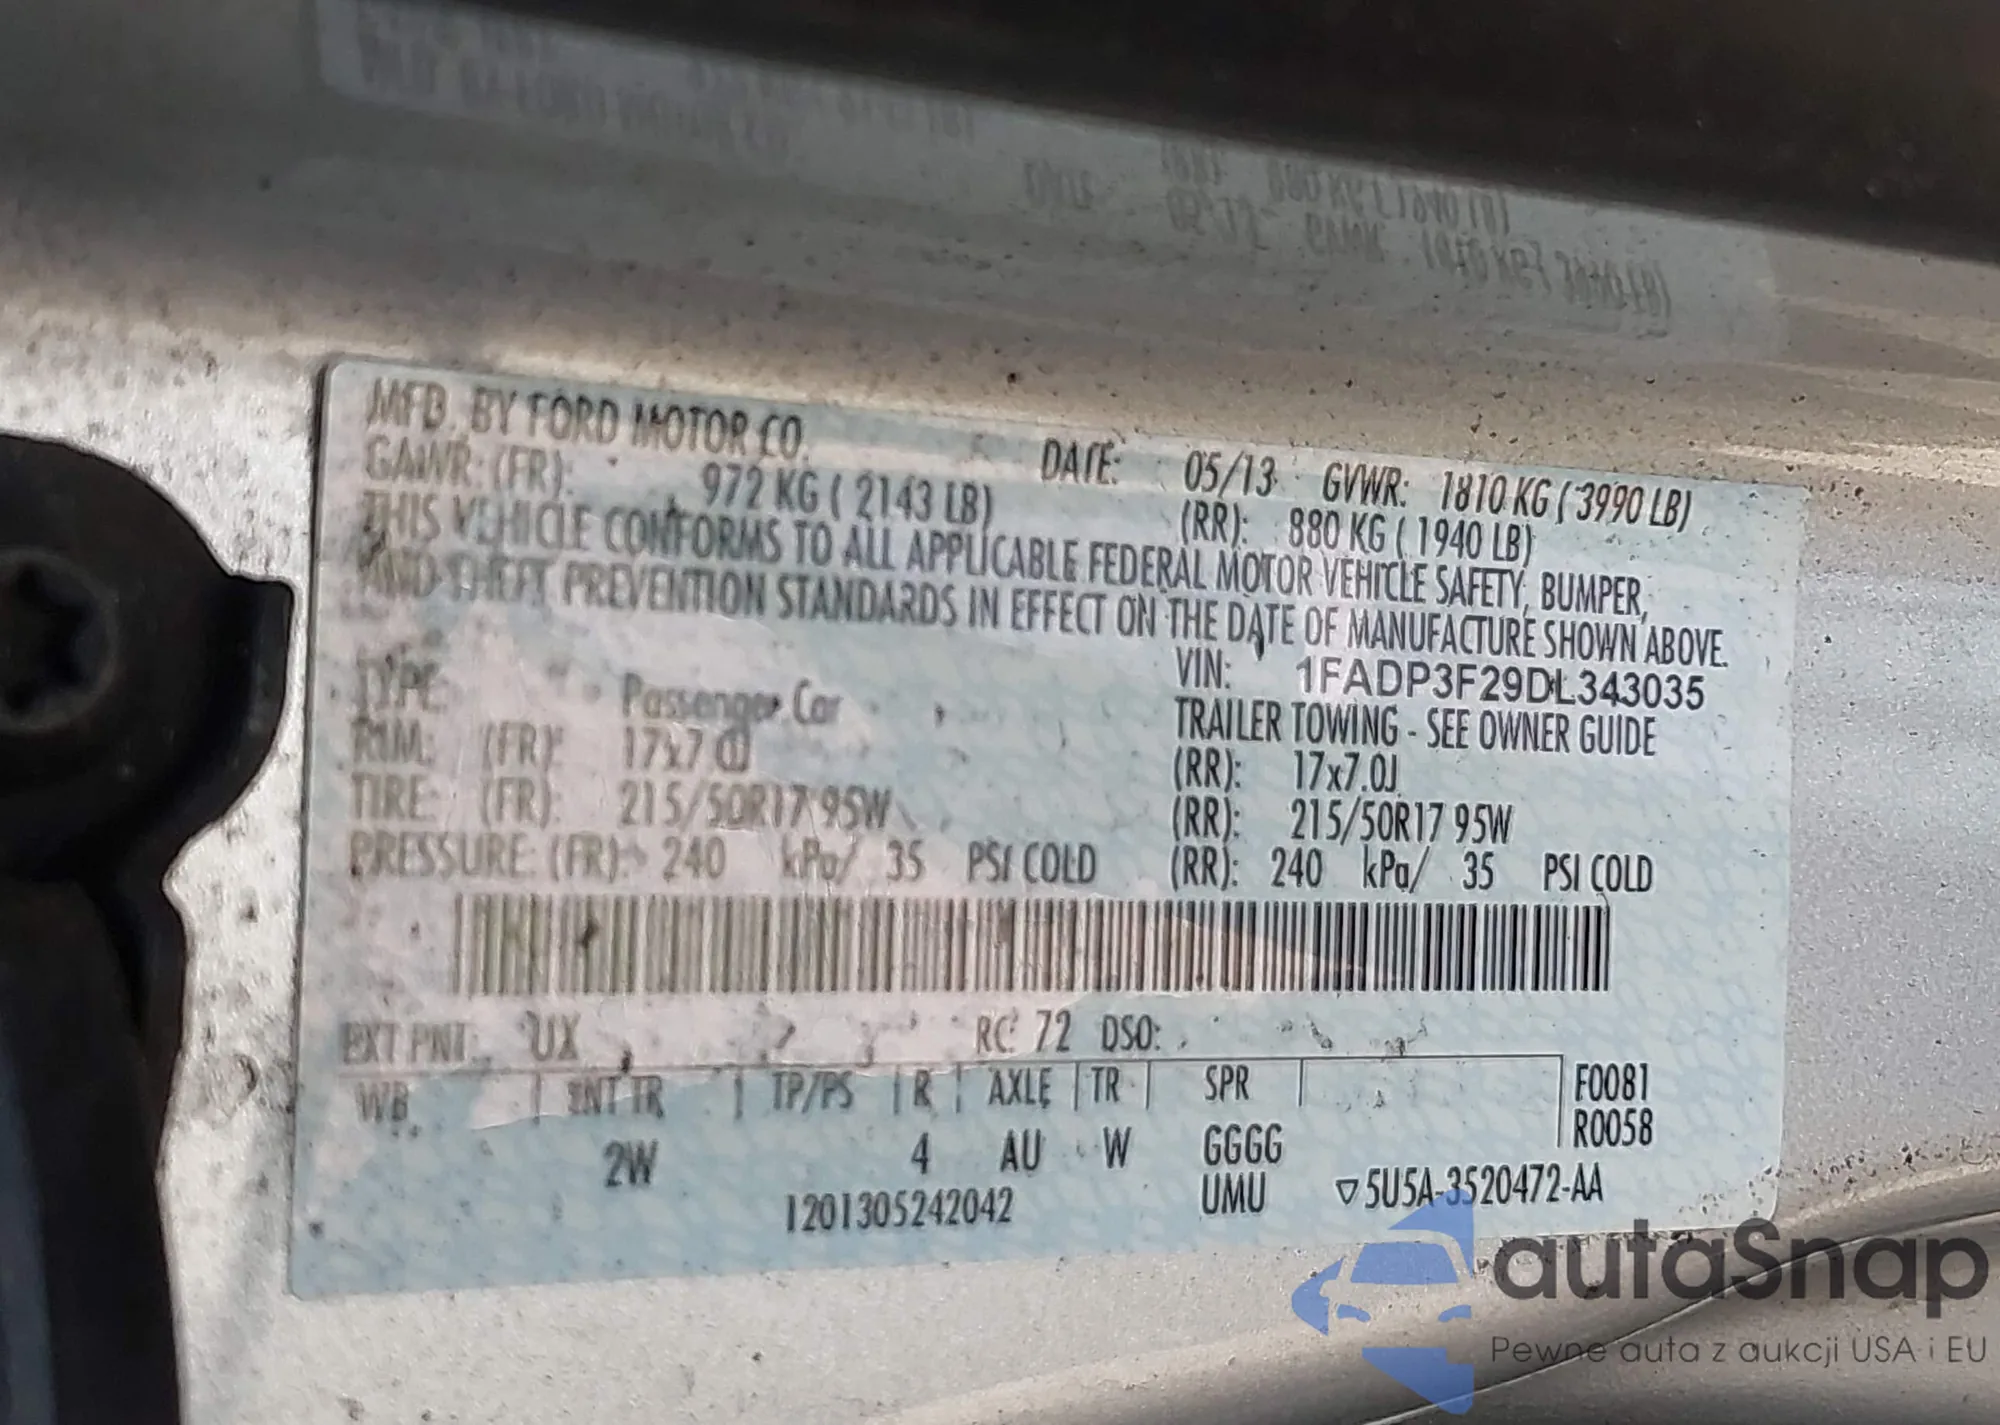 MFD. BY FORD MOTOR CO.
DATE: 05/13 GVWR: 1810 KG ( 3990 LB)
GAWR: (FR): 972 KG ( 2143 LB) (RR): 880 KG ( 1940 LB)
THIS VEHICLE CONFORMS TO ALL APPLICABLE FEDERAL MOTOR VEHICLE SAFETY, BUMPER,
AND THEFT PREVENTION STANDARDS IN EFFECT ON THE DATE OF MANUFACTURE SHOWN ABOVE.
VIN: 1FADP3F29DL343035
TYPE: Passenger Car TRAILER TOWING - SEE OWNER GUIDE
RIM: (FR): 17x7.0J (RR): 17x7.0J
TIRE: (FR): 215/50R17 95W (RR): 215/50R17 95W
PRESSURE: (FR): 240 kPa/ 35 PSI COLD (RR): 240 kPa/ 35 PSI COLD
EXT PNT: UX RC: 72 DSO:
WB INT TR TP/PS R AXLE TR SPR F0081
R0058
2W 4 AU W GGGG
1201305242042 UMU ▽5U5A-3520472-AA
autaSnap
Pewne auta z aukcji USA i EU